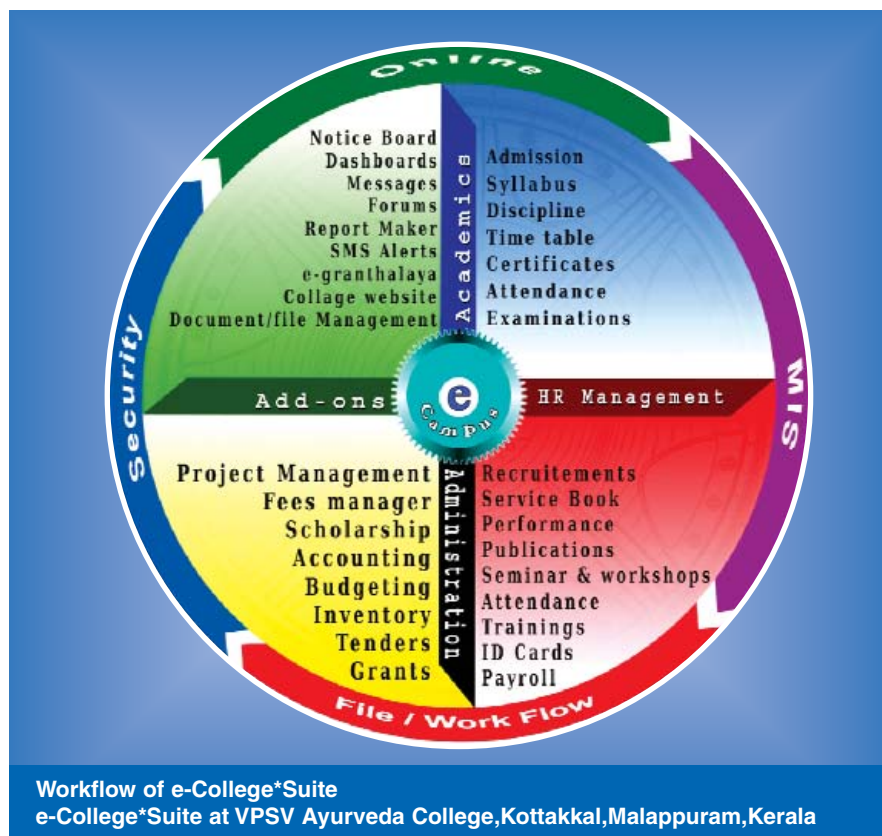 Online
Notice Board
Dashboards
Messages
Forums
Report Maker
SMS Alerts
e-granthalaya
Collage website
Document/file Management
Academics
Admission
Syllabus
Discipline
Time table
Certificates
Attendance
Examinations
Security
MIS
Add-ons
e
Campus
HR Management
Project Management
Fees manager
Scholarship
Accounting
Budgeting
Inventory
Tenders
Grants
Administration
Recruitements
Service Book
Performance
Publications
Seminar & workshops
Attendance
Trainings
ID Cards
Payroll
File / Work Flow
Workflow of e-College*Suite
e-College*Suite at VPSV Ayurveda College,Kottakkal,Malappuram,Kerala